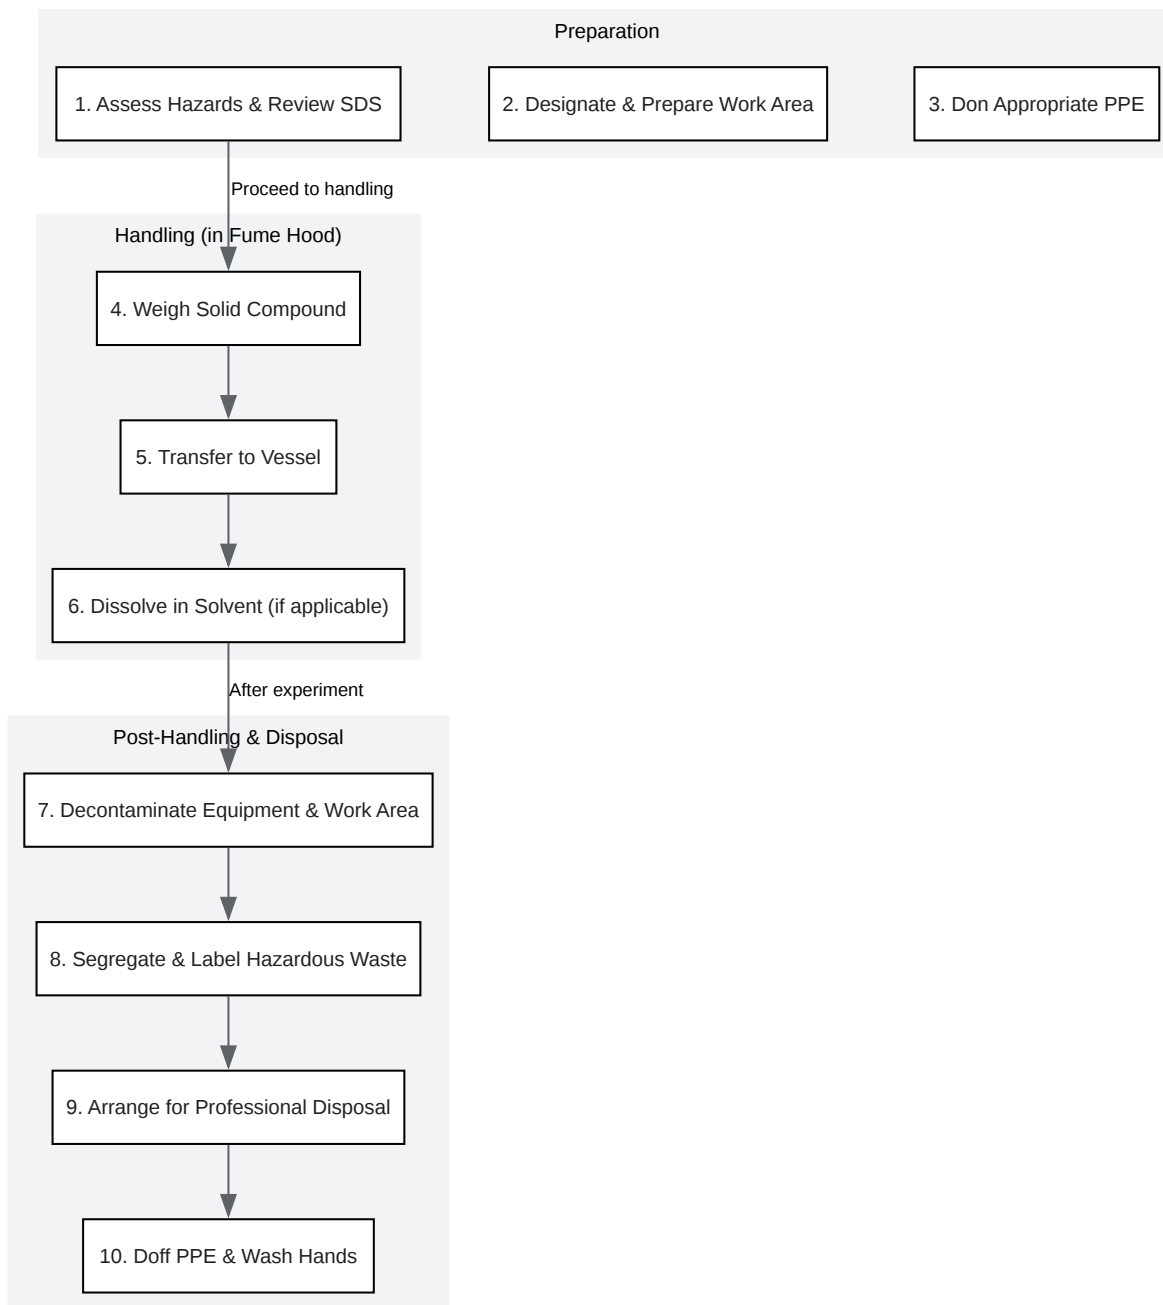 Preparation
1. Assess Hazards & Review SDS
2. Designate & Prepare Work Area
3. Don Appropriate PPE
Proceed to handling
Handling (in Fume Hood)
4. Weigh Solid Compound
5. Transfer to Vessel
6. Dissolve in Solvent (if applicable)
After experiment
Post-Handling & Disposal
7. Decontaminate Equipment & Work Area
8. Segregate & Label Hazardous Waste
9. Arrange for Professional Disposal
10. Doff PPE & Wash Hands